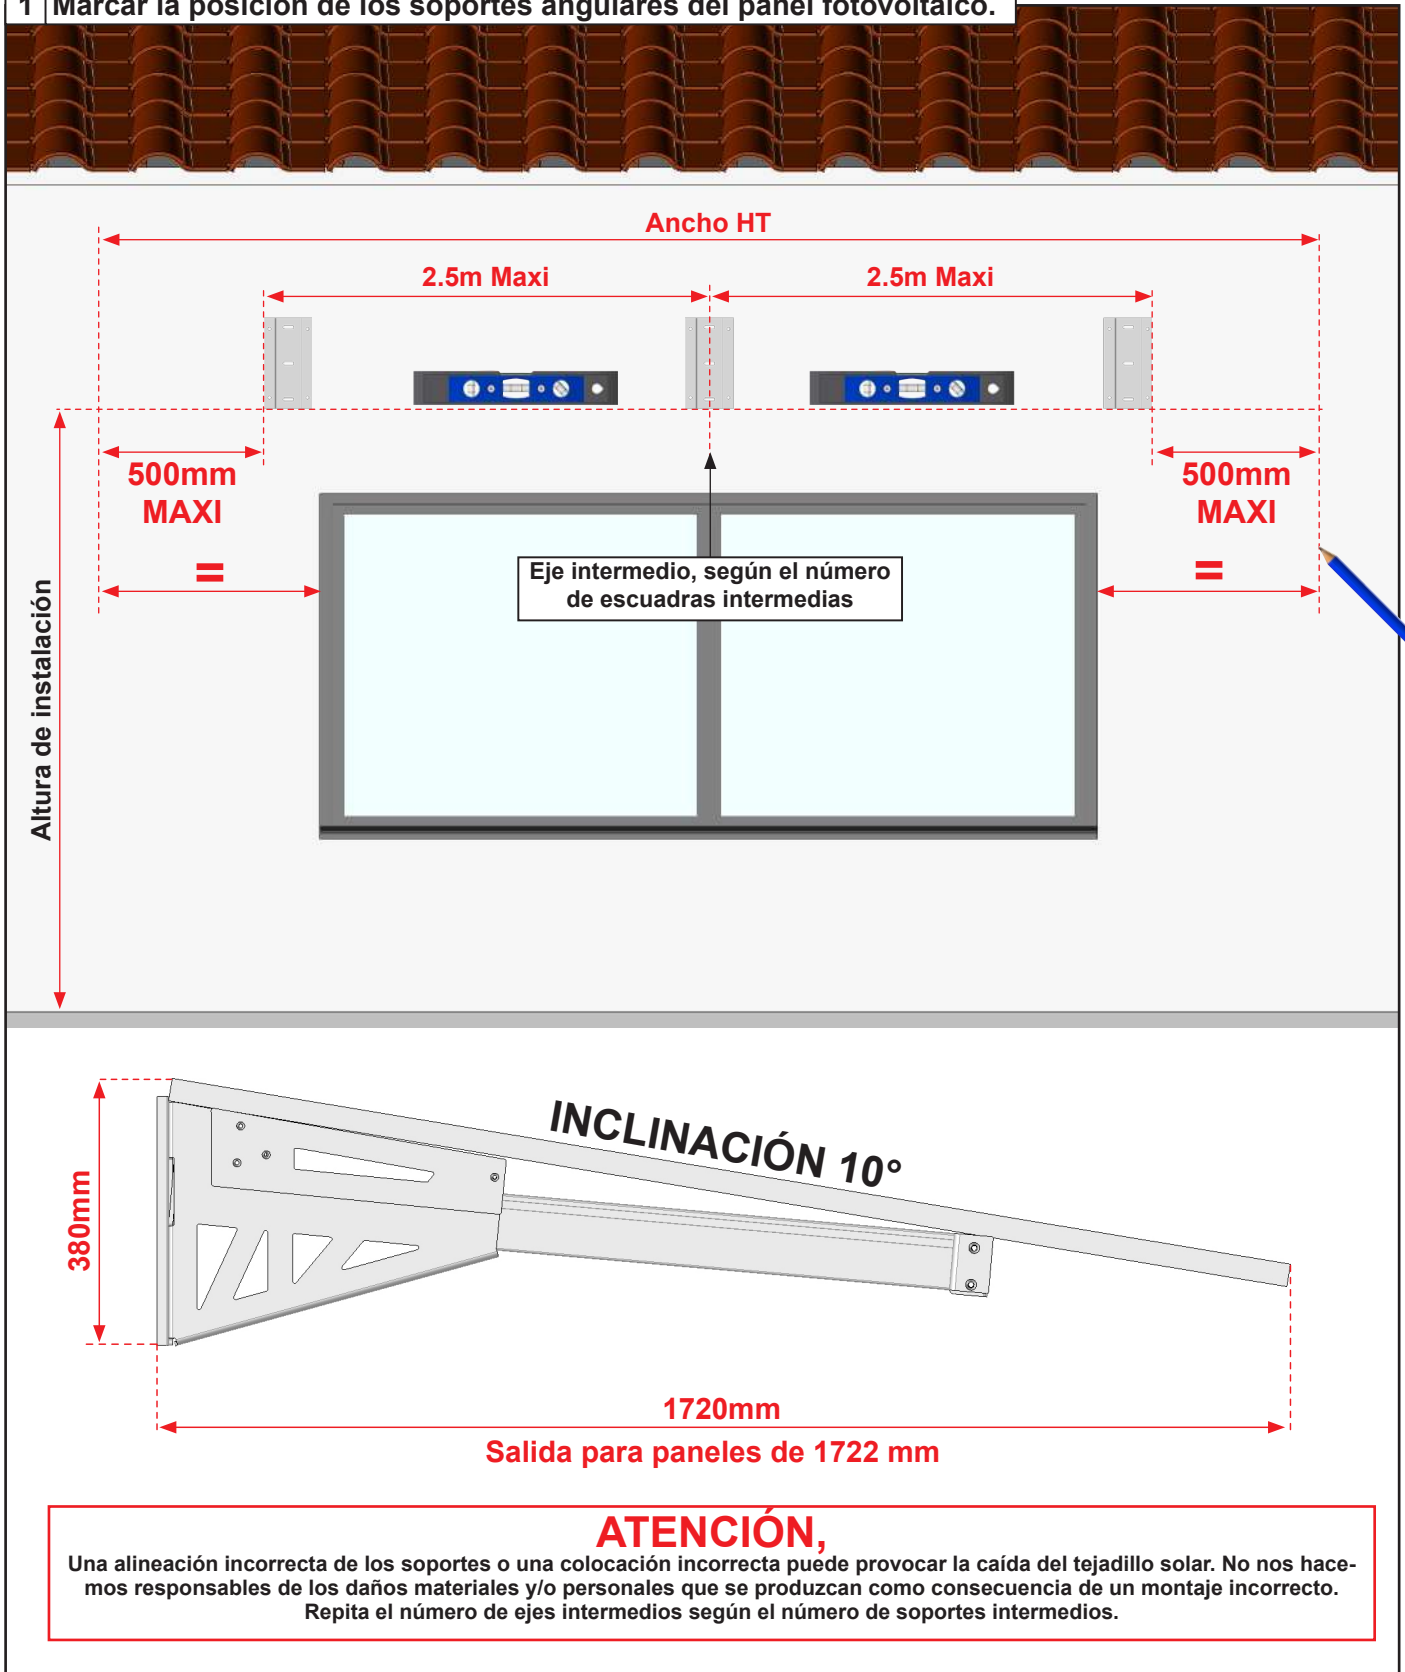 1 Marcar la posición de los soportes angulares del panel fotovoltaico.
Ancho HT
2.5m Maxi
2.5m Maxi
500mm
MAXI
=
500mm
MAXI
=
Eje intermedio, según el número
de escuadras intermedias
Altura de instalación
INCLINACIÓN 10°
380mm
1720mm
Salida para paneles de 1722 mm
ATENCIÓN,
Una alineación incorrecta de los soportes o una colocación incorrecta puede provocar la caída del tejadillo solar. No nos hace-
mos responsables de los daños materiales y/o personales que se produzcan como consecuencia de un montaje incorrecto.
Repita el número de ejes intermedios según el número de soportes intermedios.